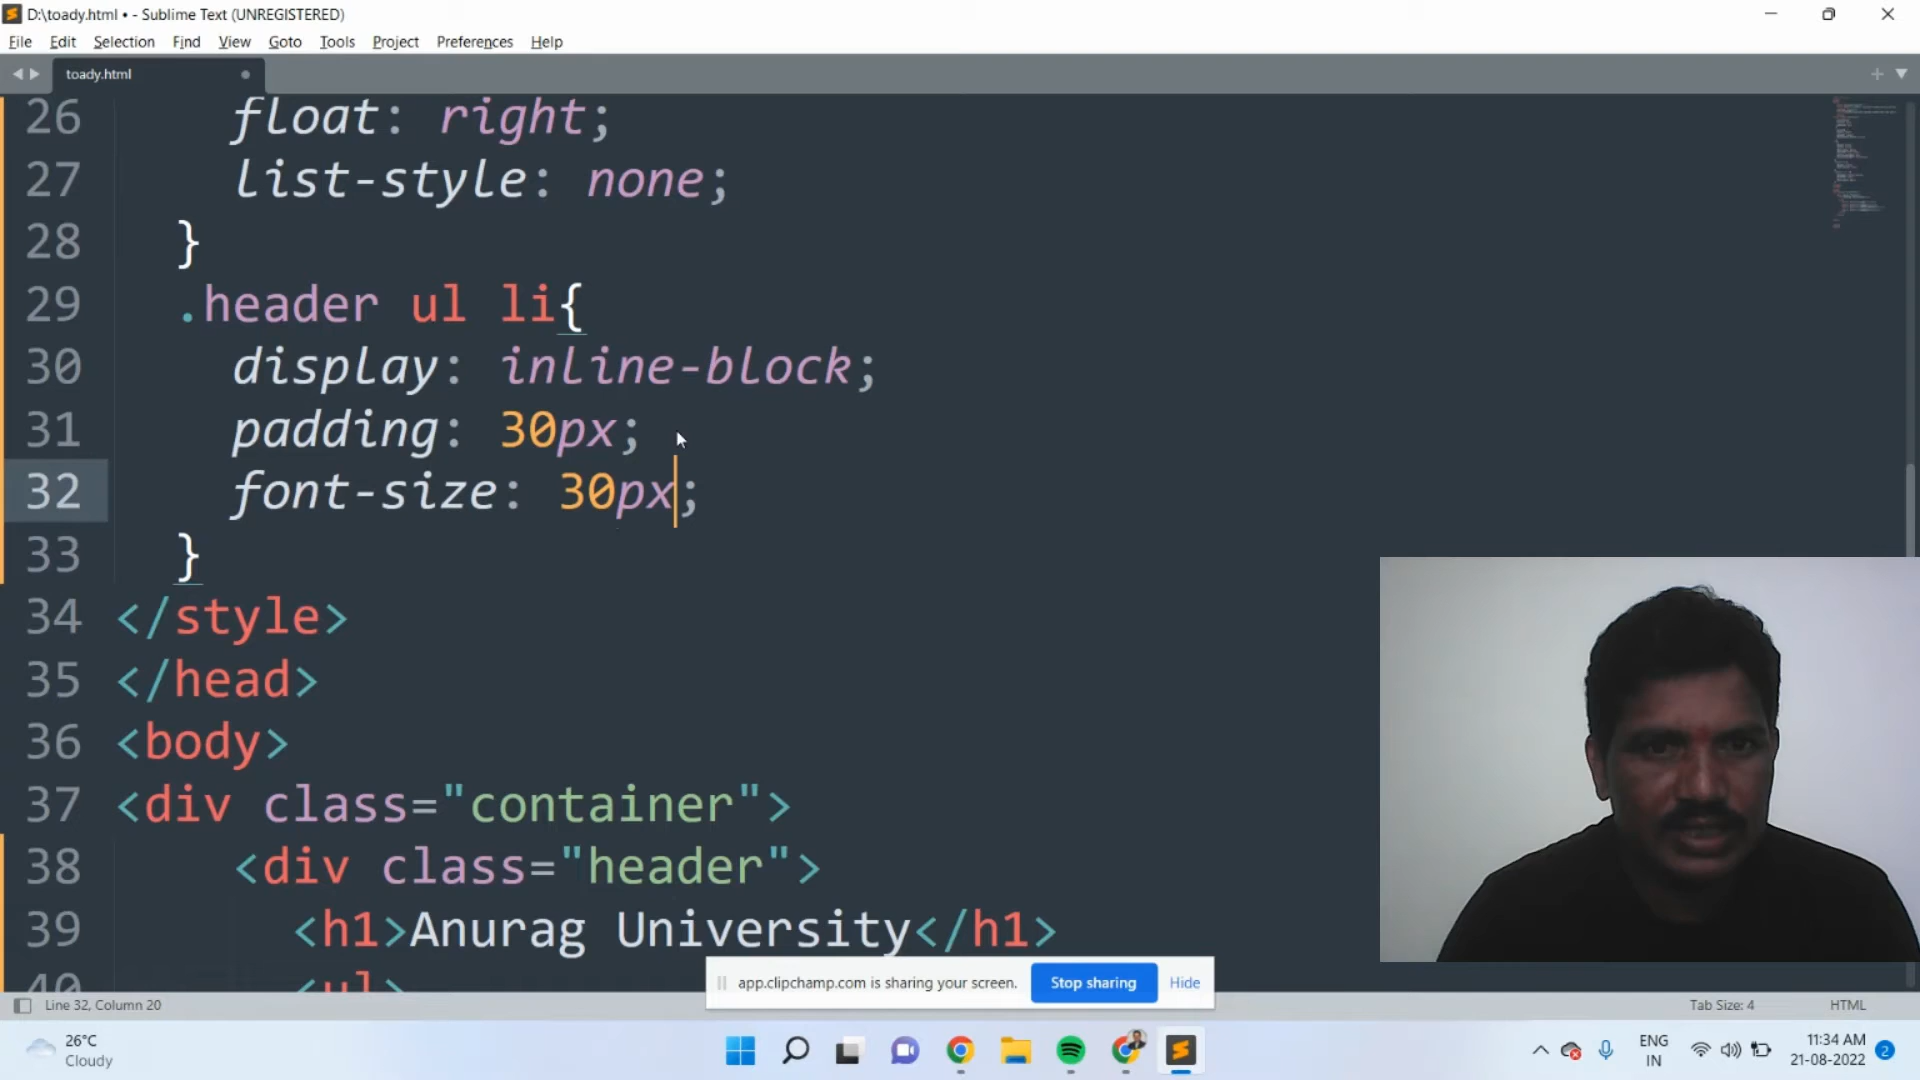 D:\toady.html • - Sublime Text (UNREGISTERED)
File Edit Selection Find View Goto Tools Project Preferences Help
toady.html
26 float: right;
27 list-style: none;
28 }
29 .header ul li{
30 display: inline-block;
31 padding: 30px;
32 font-size: 30px;
33 }
34 </style>
35 </head>
36 <body>
37 <div class="container">
38 <div class="header">
39 <h1>Anurag University</h1>
40 <ul>
app.clipchamp.com is sharing your screen. Stop sharing Hide
Line 32, Column 20 Tab Size: 4 HTML
26°C
Cloudy
ENG
IN
11:34 AM
21-08-2022
2